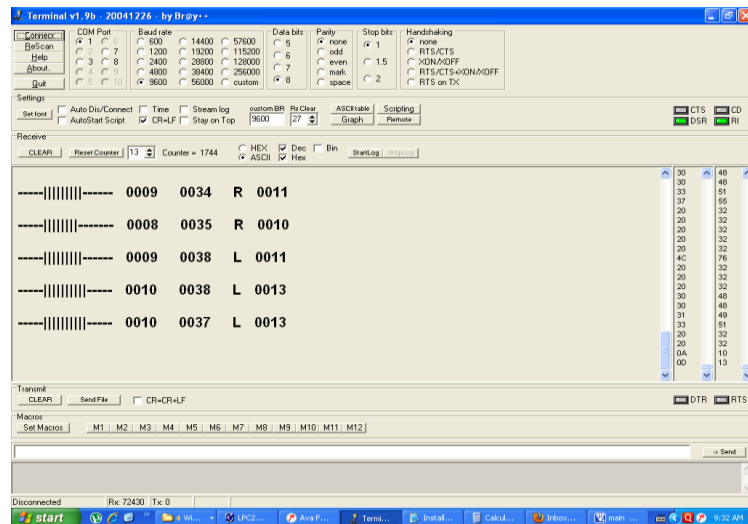 Terminal v1.9b - 20041226 - by Br@y++
Connect
ReScan
Help
About..
Quit
COM Port
1 6
2 7
3 8
4 9
5 10
Baud rate
600 14400 57600
1200 19200 115200
2400 28800 128000
4800 38400 256000
9600 56000 custom
Data bits
5
6
7
8
Parity
none
odd
even
mark
space
Stop bits
1
1.5
2
Handshaking
none
RTS/CTS
XON/XOFF
RTS/CTS+XON/XOFF
RTS on TX
Settings
Set font
Auto Dis/Connect Time Stream log
AutoStart Script CR=LF Stay on Top
custom BR Rx Clear
9600 27
ASCII table Scripting
Graph Remote
CTS CD
DSR RI
Receive
CLEAR Reset Counter 13 Counter = 1744
HEX Dec Bin
ASCII Hex
StartLog StopLog
-----||||||||------ 0009 0034 R 0011
-----|||||||------- 0008 0035 R 0010
-----||||||||------ 0009 0038 L 0011
-----|||||||||----- 0010 0038 L 0013
-----|||||||||----- 0010 0037 L 0013
30 48
30 48
33 51
37 55
20 32
20 32
20 32
20 32
20 32
4C 76
20 32
20 32
20 32
30 48
30 48
31 49
33 51
20 32
20 32
0A 10
0D 13
Transmit
CLEAR Send File CR=CR+LF
DTR RTS
Macros
Set Macros M1 M2 M3 M4 M5 M6 M7 M8 M9 M10 M11 M12
-> Send
Disconnected Rx: 72430 Tx: 0
start 4 Wi... LPC2... Ava F... Termi... Install... Calcul... Inbox... main ... 9:32 AM